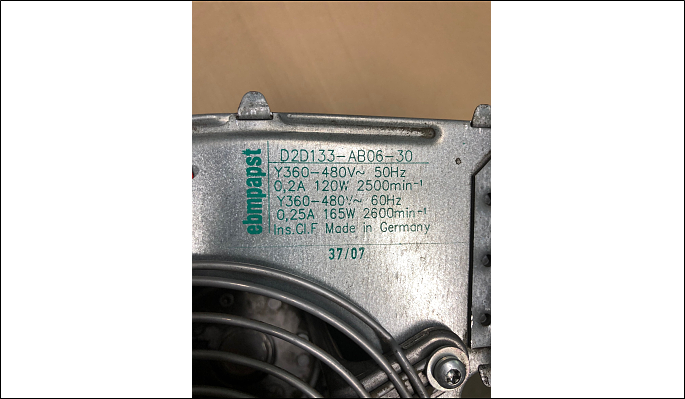 ebmpapst
D2D133-AB06-30
Y360-480V~ 50Hz
0,2A 120W 2500min⁻¹
Y360-480V~ 60Hz
0,25A 165W 2600min⁻¹
Ins.Cl.F Made in Germany
37/07